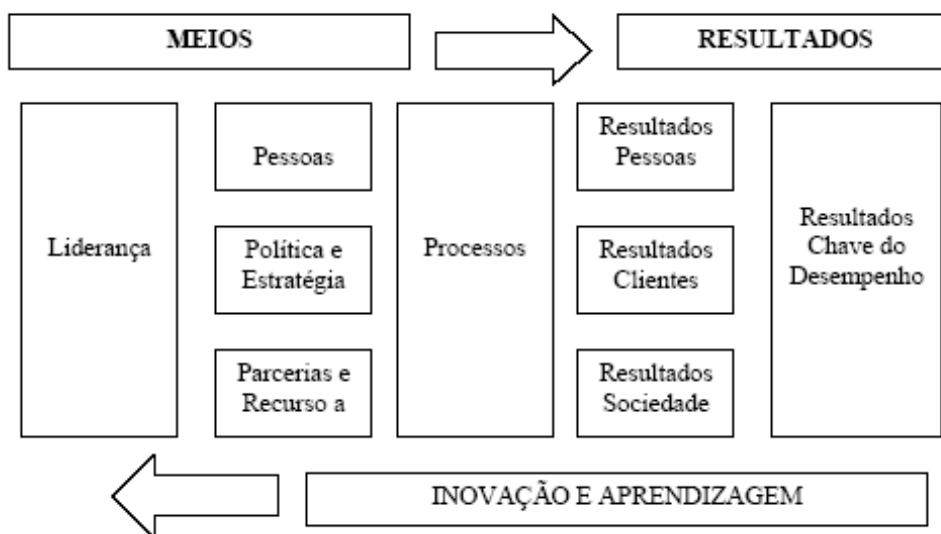 MEIOS
RESULTADOS
Liderança
Pessoas
Política e
Estratégia
Parcerias e
Recurso a
Processos
Resultados
Pessoas
Resultados
Clientes
Resultados
Sociedade
Resultados
Chave do
Desempenho
INOVAÇÃO E APRENDIZAGEM